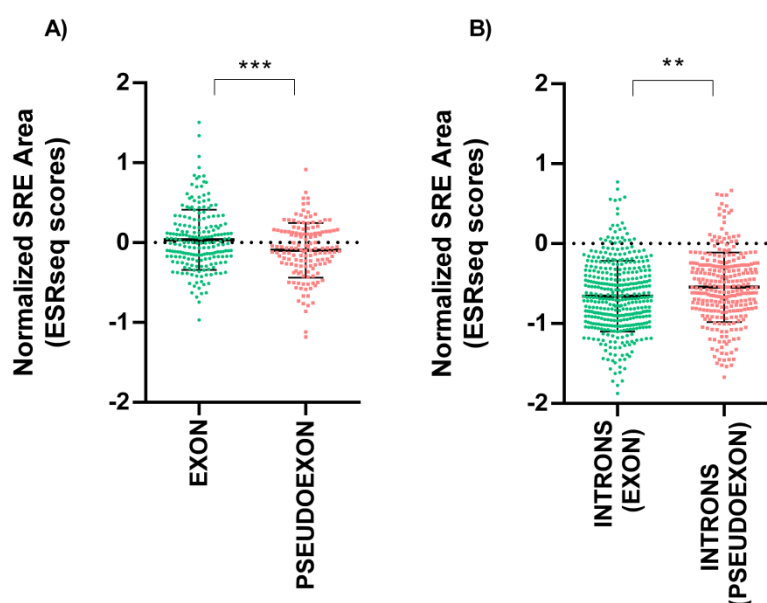 A)
***
Normalized SRE Area
(ESRseq scores)
2
1
0
-1
-2
EXON
PSEUDOEXON
B)
**
Normalized SRE Area
(ESRseq scores)
2
1
0
-1
-2
INTRONS
(EXON)
INTRONS
(PSEUDOEXON)